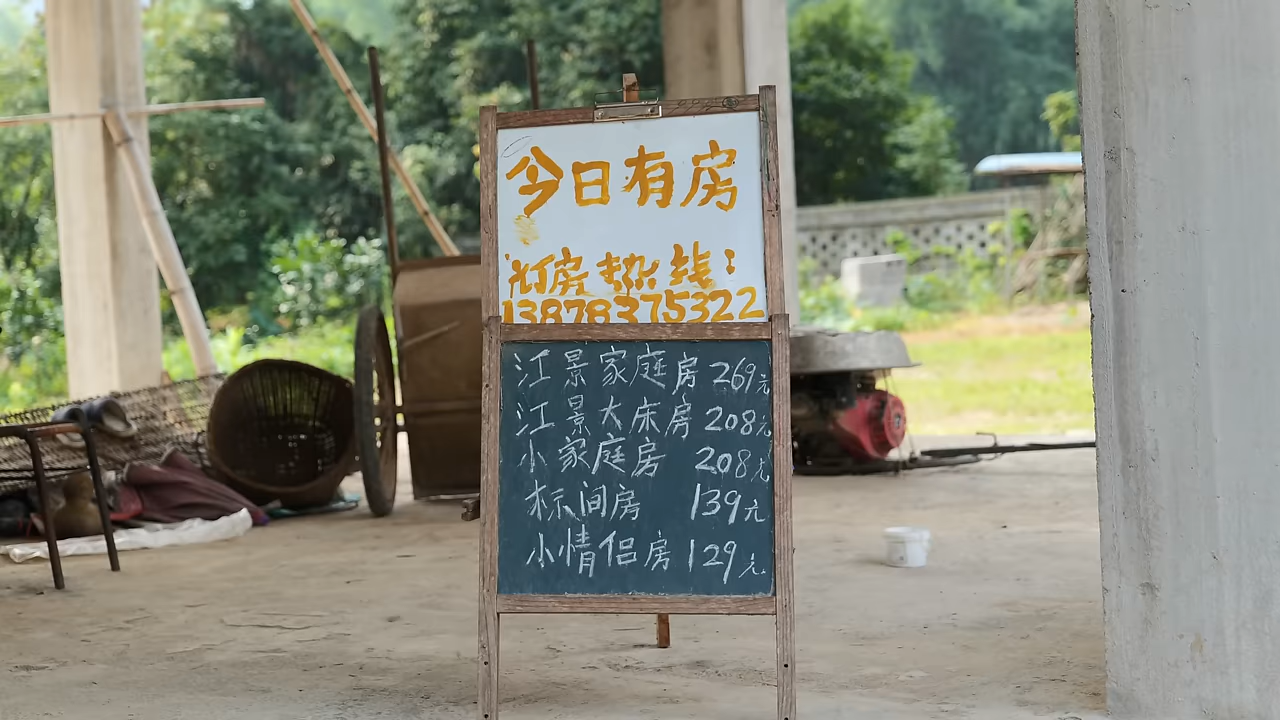 今日有房
订房热线：
13878375322
江景家庭房 269元
江景大床房 208元
小家庭房 208元
标间房 139元
小情侣房 129元